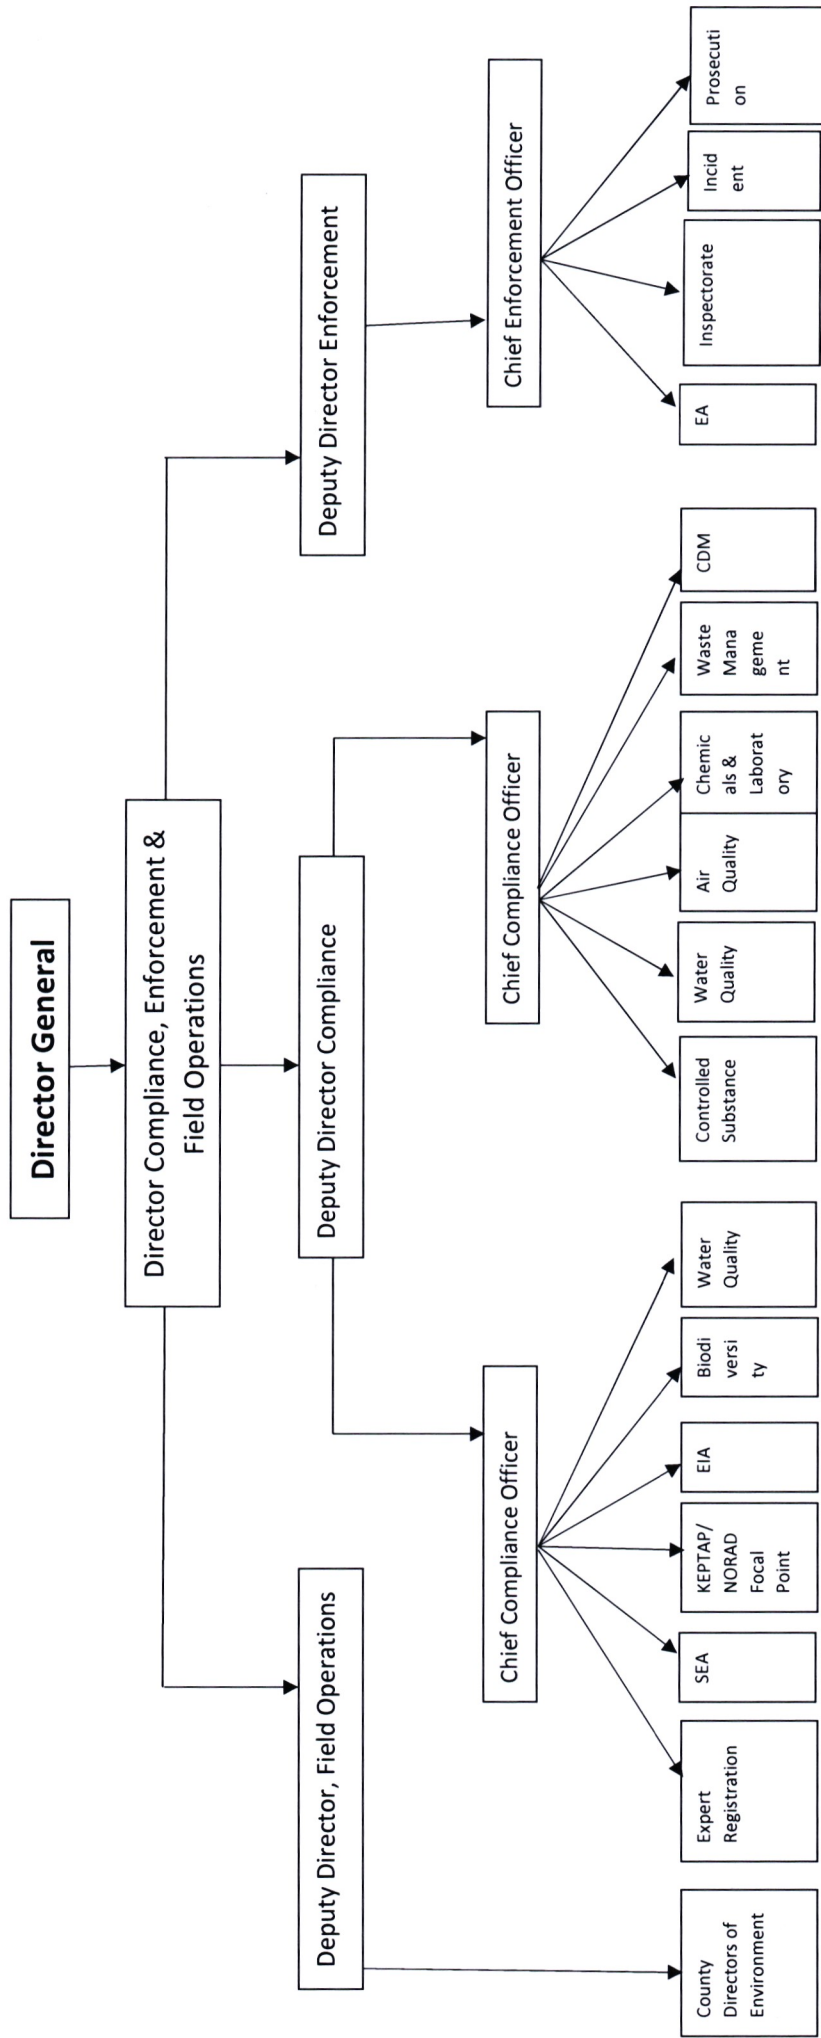 Director General
Director Compliance, Enforcement &
Field Operations
Deputy Director, Field Operations
Deputy Director Compliance
Deputy Director Enforcement
Chief Compliance Officer
Chief Compliance Officer
Chief Enforcement Officer
County
Directors of
Environment
Expert
Registration
SEA
KEPTAP/
NORAD
Focal
Point
EIA
Biodi
versi
ty
Water
Quality
Controlled
Substance
Water
Quality
Air
Quality
Chemic
als &
Laborat
ory
Waste
Mana
geme
nt
CDM
EA
Inspectorate
Incid
ent
Prosecuti
on